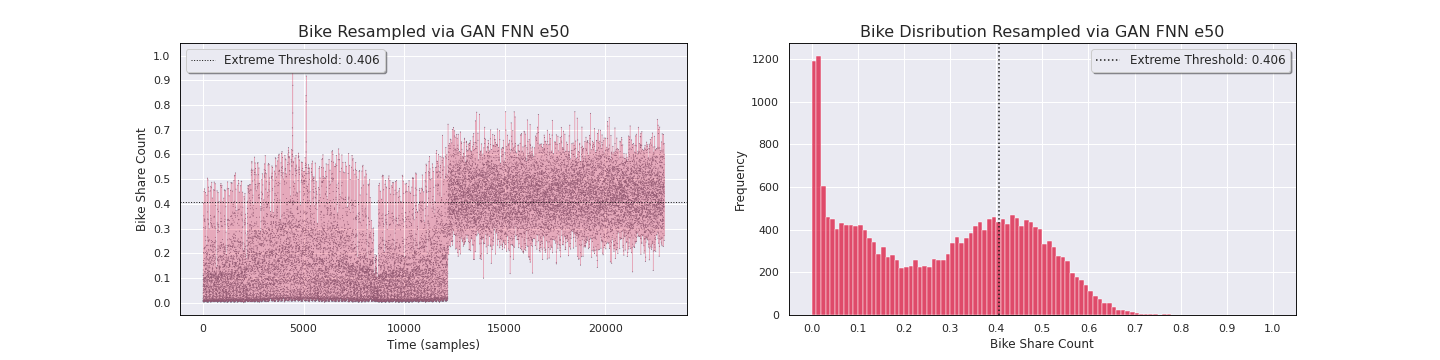 Bike Resampled via GAN FNN e50
Extreme Threshold: 0.406
Bike Share Count
1.0
0.9
0.8
0.7
0.6
0.5
0.4
0.3
0.2
0.1
0.0
0 5000 10000 15000 20000
Time (samples)
Bike Disribution Resampled via GAN FNN e50
Extreme Threshold: 0.406
Frequency
1200
1000
800
600
400
200
0
0.0 0.1 0.2 0.3 0.4 0.5 0.6 0.7 0.8 0.9 1.0
Bike Share Count